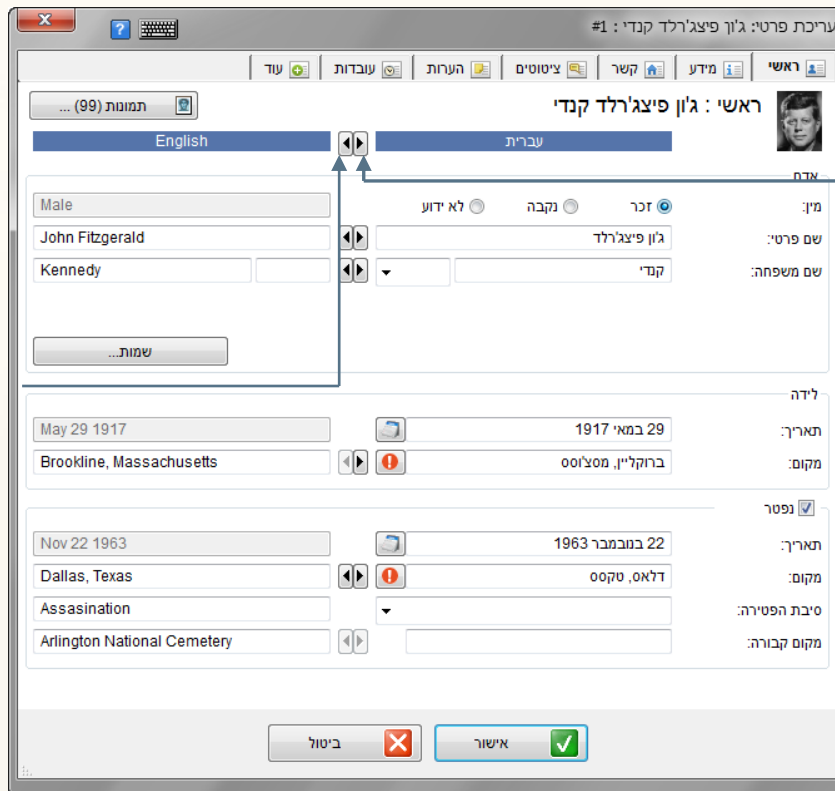 עריכת פרטי: ג'ון פיצג'רלד קנדי : 1#
ראשי מידע קשר ציטוטים הערות עובדות עוד
ראשי : ג'ון פיצג'רלד קנדי תמונות (99) ...
עברית English
אדם
מין: זכר נקבה לא ידוע Male
שם פרטי: ג'ון פיצג'רלד John Fitzgerald
שם משפחה: קנדי Kennedy
שמות...
לידה
תאריך: 29 במאי 1917 May 29 1917
מקום: ברוקליין, מסצ'וסס Brookline, Massachusetts
נפטר
תאריך: 22 בנובמבר 1963 Nov 22 1963
מקום: דלאס, טקסס Dallas, Texas
סיבת הפטירה: Assasination
מקום קבורה: Arlington National Cemetery
אישור ביטול